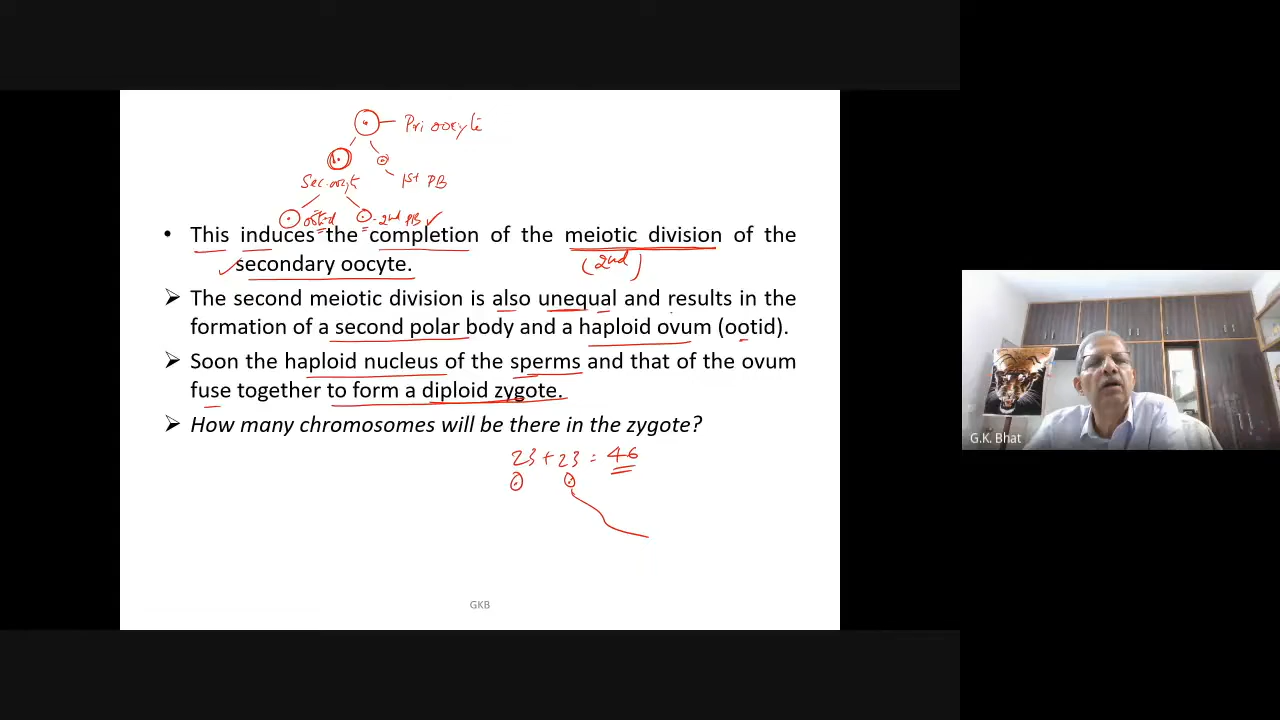 Pri oocyte
Sec. oocyt 1st PB
ootid 2nd PB ✓
• This induces the completion of the meiotic division of the
✓secondary oocyte. (2nd)
➢ The second meiotic division is also unequal and results in the
formation of a second polar body and a haploid ovum (ootid).
➢ Soon the haploid nucleus of the sperms and that of the ovum
fuse together to form a diploid zygote.
➢ How many chromosomes will be there in the zygote?
23 + 23 = 46
GKB
G.K. Bhat